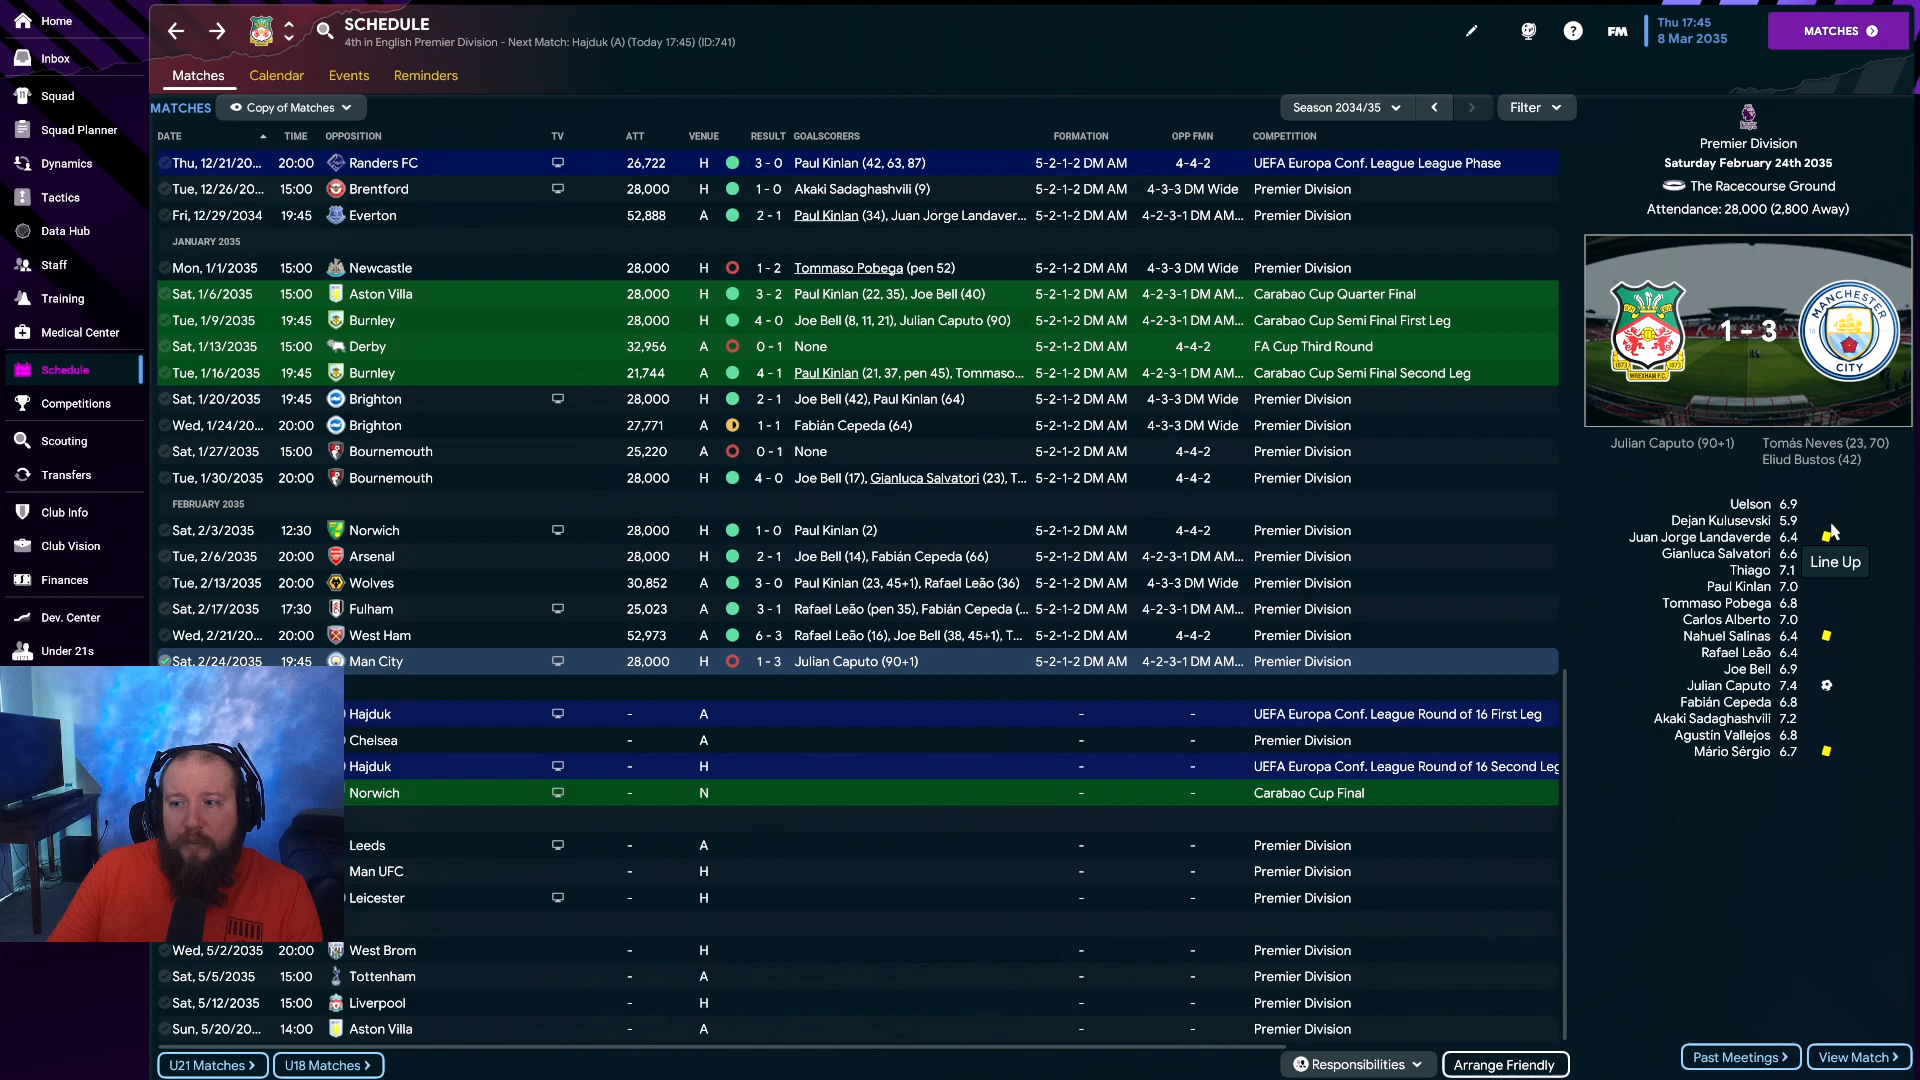 Home
Inbox
Squad
Squad Planner
Dynamics
Tactics
Data Hub
Staff
Training
Medical Center
Schedule
Competitions
Scouting
Transfers
Club Info
Club Vision
Finances
Dev. Center
Under 21s
SCHEDULE
4th in English Premier Division - Next Match: Hajduk (A) (Today 17:45) (ID:741)
FM
Thu 17:45
8 Mar 2035
MATCHES
Matches Calendar Events Reminders
MATCHES Copy of Matches Season 2034/35 Filter
DATE TIME OPPOSITION TV ATT VENUE RESULT GOALSCORERS FORMATION OPP FMN COMPETITION
Thu, 12/21/20... 20:00 Randers FC 26,722 H 3 - 0 Paul Kinlan (42, 63, 87) 5-2-1-2 DM AM 4-4-2 UEFA Europa Conf. League League Phase
Tue, 12/26/20... 15:00 Brentford 28,000 H 1 - 0 Akaki Sadaghashvili (9) 5-2-1-2 DM AM 4-3-3 DM Wide Premier Division
Fri, 12/29/2034 19:45 Everton 52,888 A 2 - 1 Paul Kinlan (34), Juan Jorge Landaver... 5-2-1-2 DM AM 4-2-3-1 DM AM... Premier Division
JANUARY 2035
Mon, 1/1/2035 15:00 Newcastle 28,000 H 1 - 2 Tommaso Pobega (pen 52) 5-2-1-2 DM AM 4-3-3 DM Wide Premier Division
Sat, 1/6/2035 15:00 Aston Villa 28,000 H 3 - 2 Paul Kinlan (22, 35), Joe Bell (40) 5-2-1-2 DM AM 4-2-3-1 DM AM... Carabao Cup Quarter Final
Tue, 1/9/2035 19:45 Burnley 28,000 H 4 - 0 Joe Bell (8, 11, 21), Julian Caputo (90) 5-2-1-2 DM AM 4-2-3-1 DM AM... Carabao Cup Semi Final First Leg
Sat, 1/13/2035 15:00 Derby 32,956 A 0 - 1 None 5-2-1-2 DM AM 4-4-2 FA Cup Third Round
Tue, 1/16/2035 19:45 Burnley 21,744 A 4 - 1 Paul Kinlan (21, 37, pen 45), Tommaso... 5-2-1-2 DM AM 4-2-3-1 DM AM... Carabao Cup Semi Final Second Leg
Sat, 1/20/2035 19:45 Brighton 28,000 H 2 - 1 Joe Bell (42), Paul Kinlan (64) 5-2-1-2 DM AM 4-3-3 DM Wide Premier Division
Wed, 1/24/20... 20:00 Brighton 27,771 A 1 - 1 Fabián Cepeda (64) 5-2-1-2 DM AM 4-3-3 DM Wide Premier Division
Sat, 1/27/2035 15:00 Bournemouth 25,220 A 0 - 1 None 5-2-1-2 DM AM 4-4-2 Premier Division
Tue, 1/30/2035 20:00 Bournemouth 28,000 H 4 - 0 Joe Bell (17), Gianluca Salvatori (23), T... 5-2-1-2 DM AM 4-4-2 Premier Division
FEBRUARY 2035
Sat, 2/3/2035 12:30 Norwich 28,000 H 1 - 0 Paul Kinlan (2) 5-2-1-2 DM AM 4-4-2 Premier Division
Tue, 2/6/2035 20:00 Arsenal 28,000 H 2 - 1 Joe Bell (14), Fabián Cepeda (66) 5-2-1-2 DM AM 4-2-3-1 DM AM... Premier Division
Tue, 2/13/2035 20:00 Wolves 30,852 A 3 - 0 Paul Kinlan (23, 45+1), Rafael Leão (36) 5-2-1-2 DM AM 4-3-3 DM Wide Premier Division
Sat, 2/17/2035 17:30 Fulham 25,023 A 3 - 1 Rafael Leão (pen 35), Fabián Cepeda (... 5-2-1-2 DM AM 4-2-3-1 DM AM... Premier Division
Wed, 2/21/20... 20:00 West Ham 52,973 A 6 - 3 Rafael Leão (16), Joe Bell (38, 45+1), T... 5-2-1-2 DM AM 4-4-2 Premier Division
Sat, 2/24/2035 19:45 Man City 28,000 H 1 - 3 Julian Caputo (90+1) 5-2-1-2 DM AM 4-2-3-1 DM AM... Premier Division
Hajduk - A - - UEFA Europa Conf. League Round of 16 First Leg
Chelsea - A - - Premier Division
Hajduk - H - - UEFA Europa Conf. League Round of 16 Second Leg
Norwich - N - - Carabao Cup Final
Leeds - A - - Premier Division
Man UFC - H - - Premier Division
Leicester - H - - Premier Division
Wed, 5/2/2035 20:00 West Brom - H - - Premier Division
Sat, 5/5/2035 15:00 Tottenham - A - - Premier Division
Sat, 5/12/2035 15:00 Liverpool - H - - Premier Division
Sun, 5/20/20... 14:00 Aston Villa - A - - Premier Division
U21 Matches U18 Matches Responsibilities Arrange Friendly
Premier Division
Saturday February 24th 2035
The Racecourse Ground
Attendance: 28,000 (2,800 Away)
1 - 3
WREXHAM F.C.
MANCHESTER
CITY
Julian Caputo (90+1) Tomás Neves (23, 70)
Eliud Bustos (42)
Uelson 6.9
Dejan Kulusevski 5.9
Juan Jorge Landaverde 6.4
Gianluca Salvatori 6.6
Line Up
Thiago 7.1
Paul Kinlan 7.0
Tommaso Pobega 6.8
Carlos Alberto 7.0
Nahuel Salinas 6.4
Rafael Leão 6.4
Joe Bell 6.9
Julian Caputo 7.4
Fabián Cepeda 6.8
Akaki Sadaghashvili 7.2
Agustín Vallejos 6.8
Mário Sérgio 6.7
Past Meetings View Match